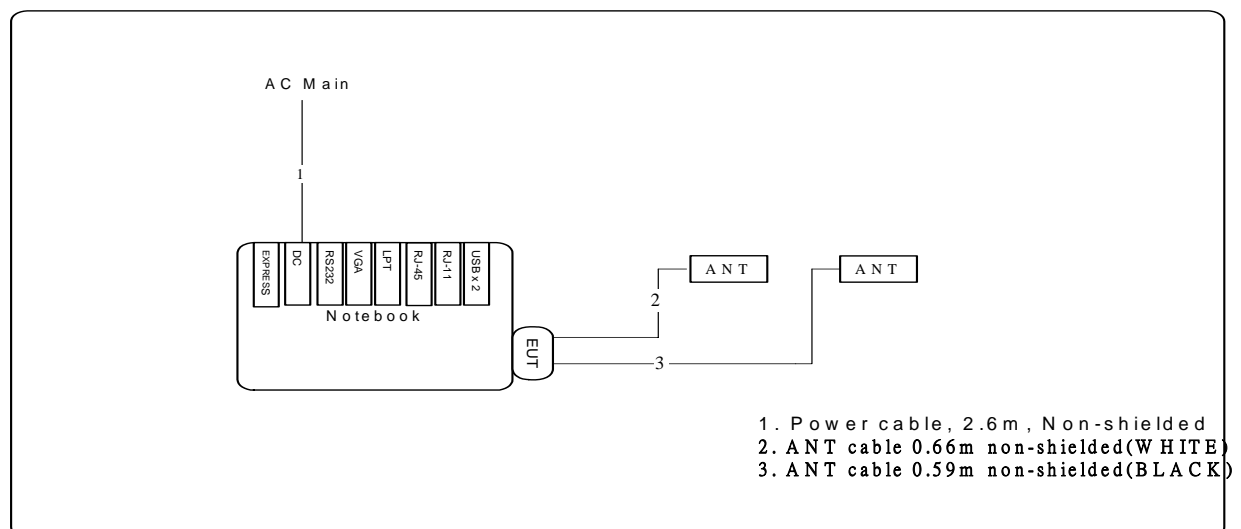 AC Main
1
EXPRESS
DC
RS232
VGA
LPT
RJ-45
RJ-11
USB x 2
Notebook
EUT
ANT
ANT
2
3
1. Power cable, 2.6m, Non-shielded
2. ANT cable 0.66m non-shielded(WHITE)
3. ANT cable 0.59m non-shielded(BLACK)